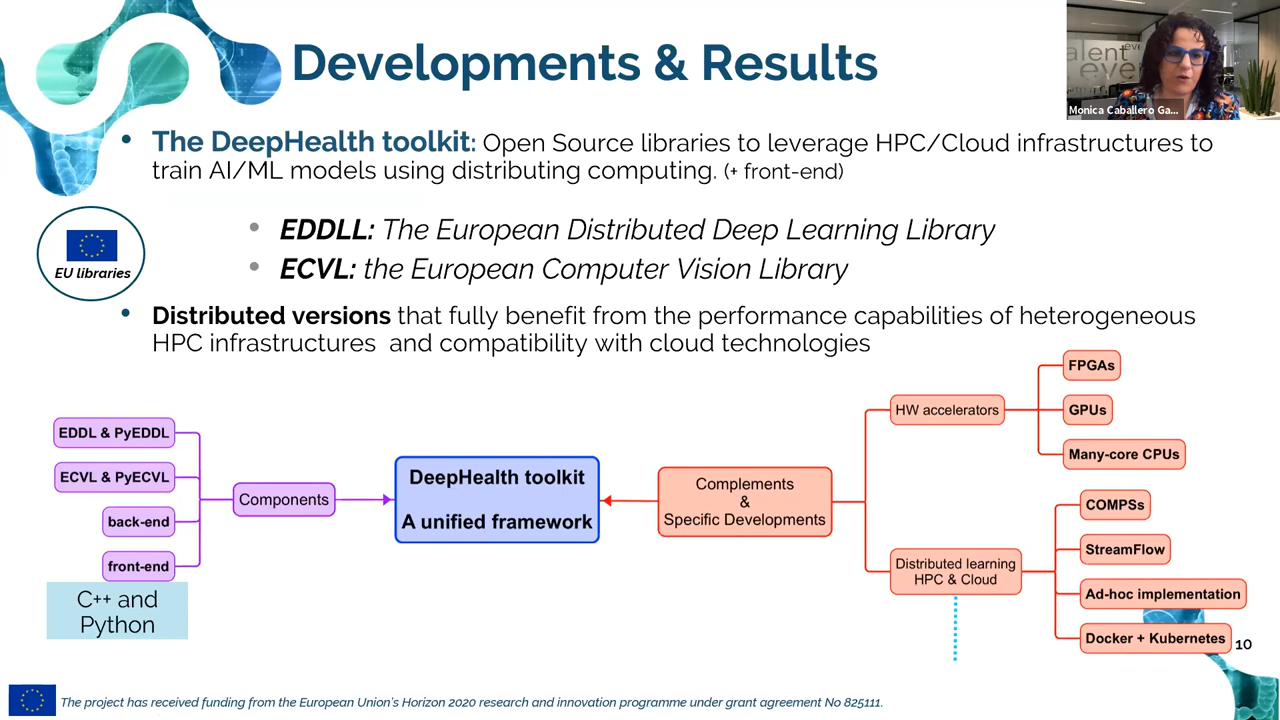 Developments & Results
alent
eve
eve
Monica Caballero Ga...
• The DeepHealth toolkit: Open Source libraries to leverage HPC/Cloud infrastructures to
train AI/ML models using distributing computing. (+ front-end)
EU libraries
• EDDLL: The European Distributed Deep Learning Library
• ECVL: the European Computer Vision Library
• Distributed versions that fully benefit from the performance capabilities of heterogeneous
HPC infrastructures and compatibility with cloud technologies
EDDL & PyEDDL
ECVL & PyECVL
back-end
front-end
Components
C++ and
Python
DeepHealth toolkit
A unified framework
Complements
&
Specific Developments
HW accelerators
FPGAs
GPUs
Many-core CPUs
Distributed learning
HPC & Cloud
COMPSs
StreamFlow
Ad-hoc implementation
Docker + Kubernetes
10
The project has received funding from the European Union's Horizon 2020 research and innovation programme under grant agreement No 825111.